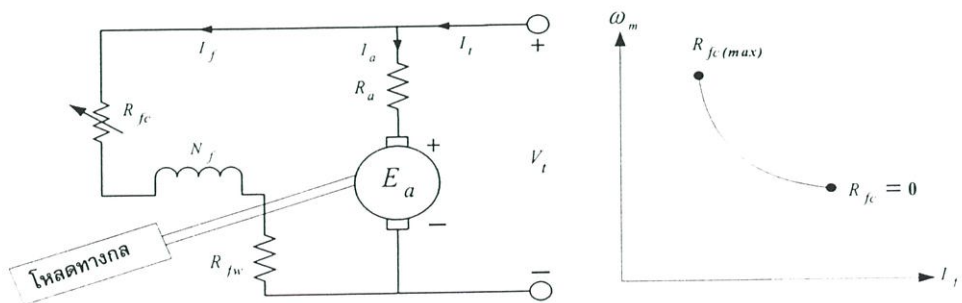 I_f
I_a
I_t
+
R_a
R_fc
N_f
+
E_a
V_t
−
โหลดทางกล
R_fw
−
ω_m
R_fc(max)
R_fc = 0
I_f